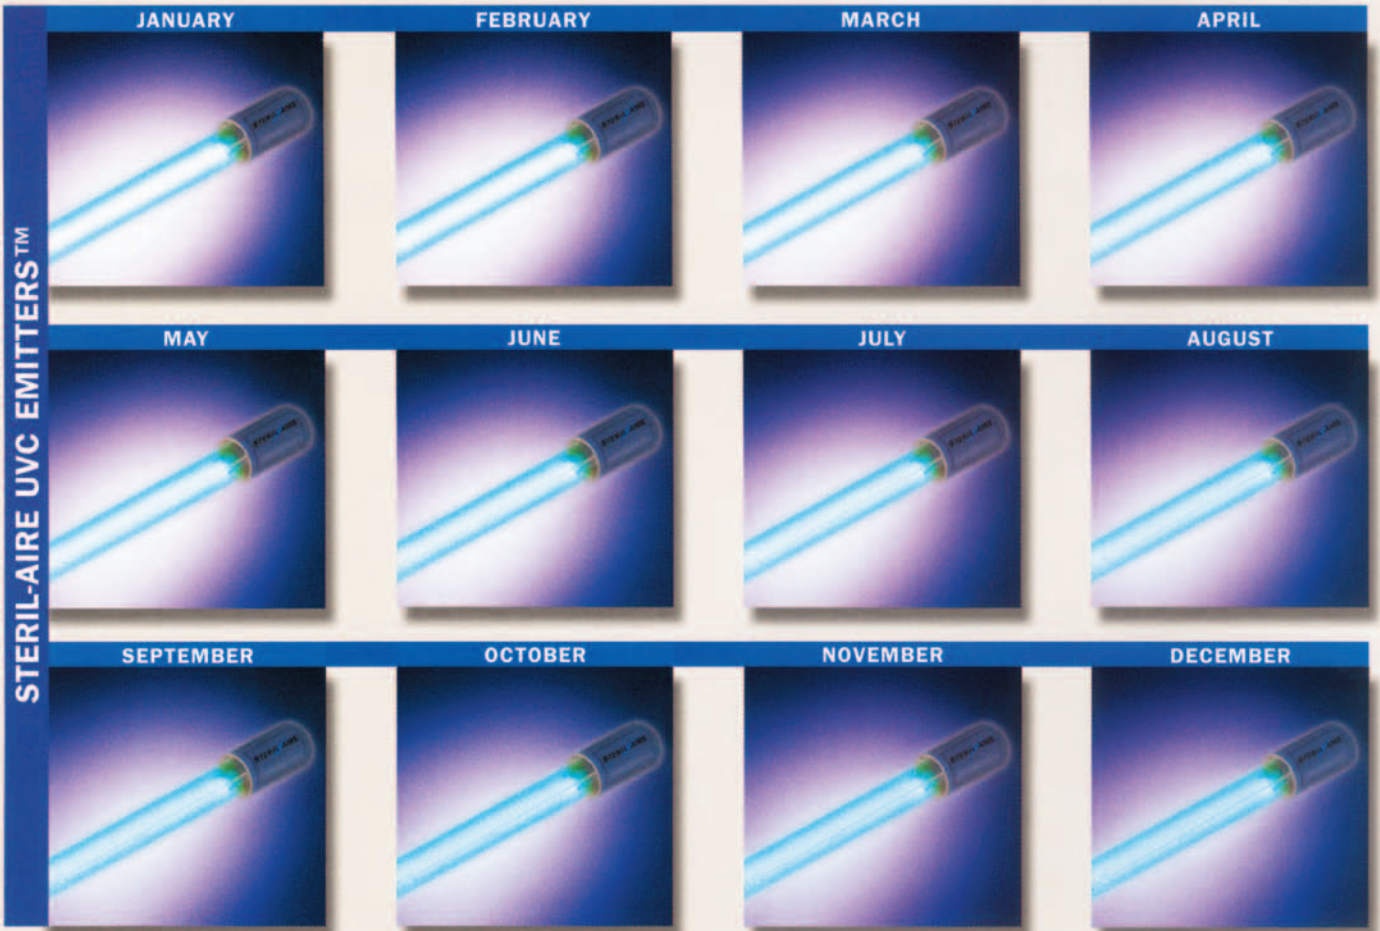 STERIL-AIRE UVC EMITTERS™
JANUARY
FEBRUARY
MARCH
APRIL
MAY
JUNE
JULY
AUGUST
SEPTEMBER
OCTOBER
NOVEMBER
DECEMBER